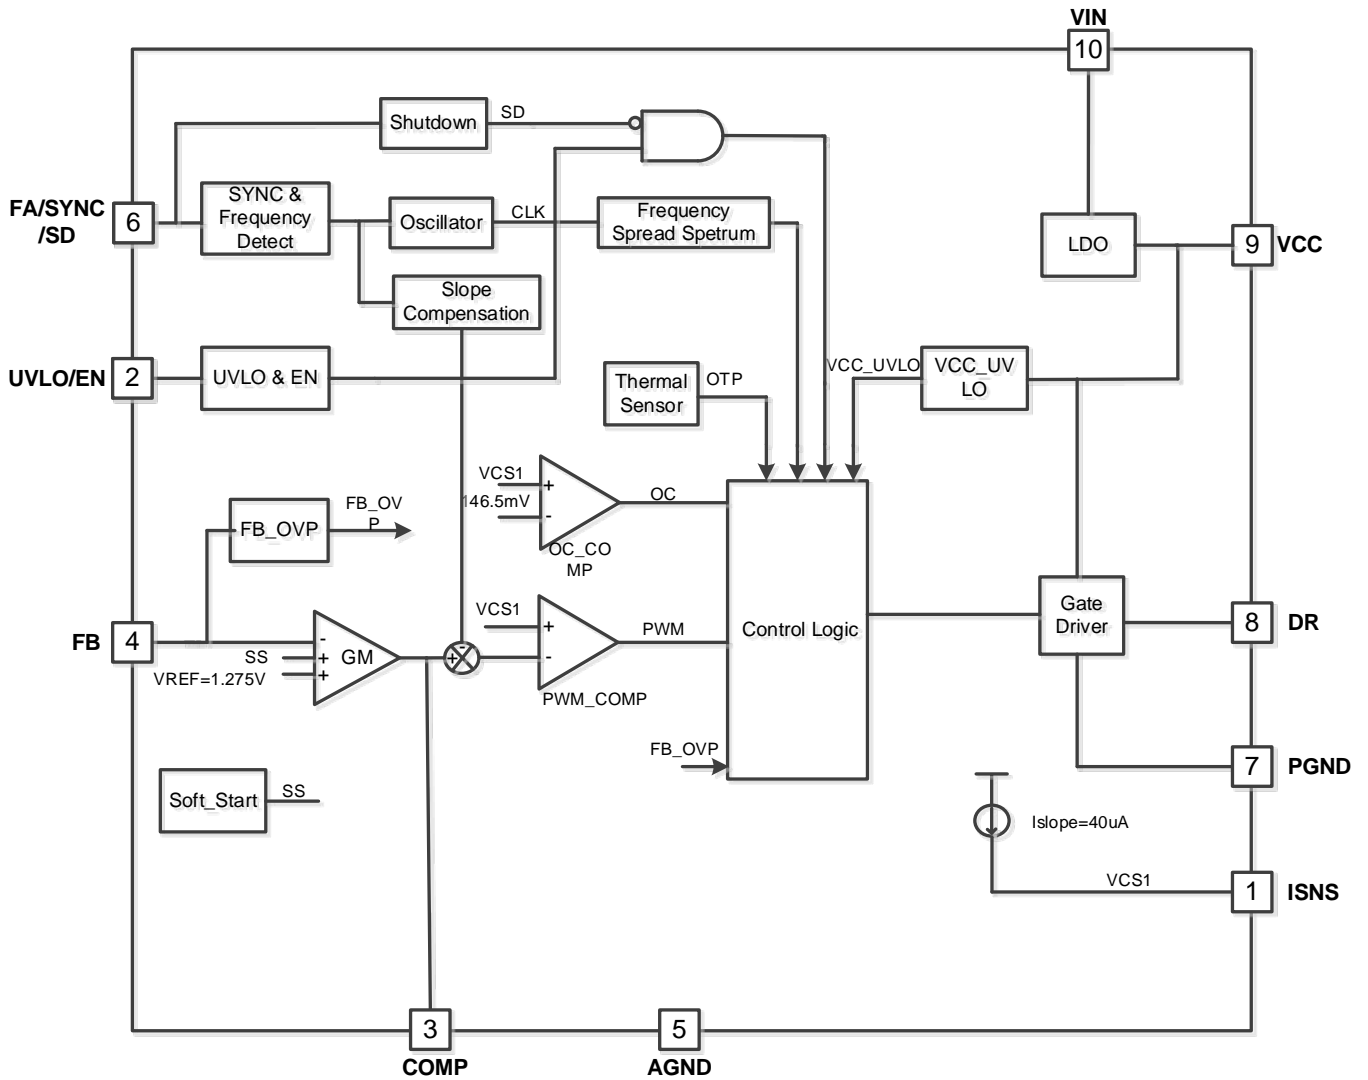 VIN
10
Shutdown
SD
FA/SYNC
/SD
6
SYNC &
Frequency
Detect
Oscillator
CLK
Frequency
Spread Spetrum
LDO
9
VCC
Slope
Compensation
UVLO/EN
2
UVLO & EN
Thermal
Sensor
OTP
VCC_UVLO
VCC_UV
LO
VCS1
146.5mV
+
-
OC
OC_CO
MP
FB_OVP
FB_OV
P
FB
4
SS
VREF=1.275V
-
+
+
GM
-
+
VCS1
+
-
PWM
PWM_COMP
Control Logic
Gate
Driver
8
DR
FB_OVP
7
PGND
Soft_Start
SS
Islope=40uA
VCS1
1
ISNS
3
COMP
5
AGND